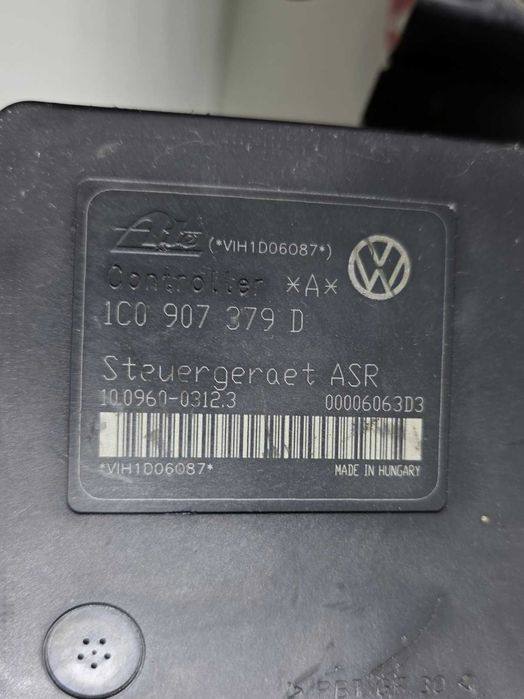 Ate (*VIH1D06087*)
Controller *A*
1C0 907 379 D
Steuergeraet ASR
10.0960-0312.3 00006063D3
*VIH1D06087* MADE IN HUNGARY